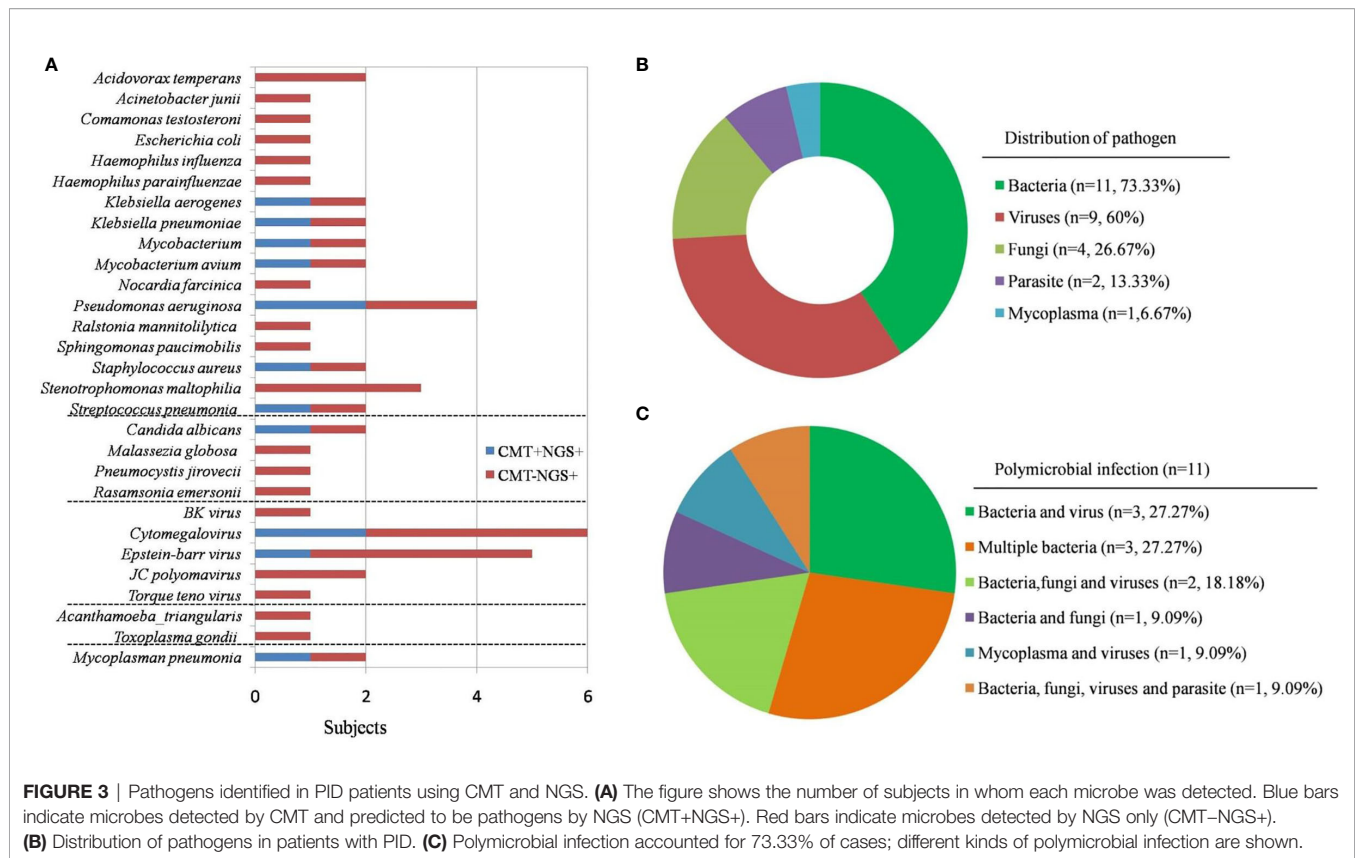 A
Acidovorax temperans
Acinetobacter junii
Comamonas testosteroni
Escherichia coli
Haemophilus influenza
Haemophilus parainfluenzae
Klebsiella aerogenes
Klebsiella pneumoniae
Mycobacterium
Mycobacterium avium
Nocardia farcinica
Pseudomonas aeruginosa
Ralstonia mannitolilytica
Sphingomonas paucimobilis
Staphylococcus aureus
Stenotrophomonas maltophilia
Streptococcus pneumonia
Candida albicans
Malassezia globosa
Pneumocystis jirovecii
Rasamsonia emersonii
BK virus
Cytomegalovirus
Epstein-barr virus
JC polyomavirus
Torque teno virus
Acanthamoeba_triangularis
Toxoplasma gondii
Mycoplasman pneumonia
CMT+NGS+
CMT-NGS+
0 2 4 6
Subjects
B
Distribution of pathogen
Bacteria (n=11, 73.33%)
Viruses (n=9, 60%)
Fungi (n=4, 26.67%)
Parasite (n=2, 13.33%)
Mycoplasma (n=1,6.67%)
C
Polymicrobial infection (n=11)
Bacteria and virus (n=3, 27.27%)
Multiple bacteria (n=3, 27.27%)
Bacteria,fungi and viruses (n=2, 18.18%)
Bacteria and fungi (n=1, 9.09%)
Mycoplasma and viruses (n=1, 9.09%)
Bacteria, fungi, viruses and parasite (n=1, 9.09%)
FIGURE 3 | Pathogens identified in PID patients using CMT and NGS. (A) The figure shows the number of subjects in whom each microbe was detected. Blue bars
indicate microbes detected by CMT and predicted to be pathogens by NGS (CMT+NGS+). Red bars indicate microbes detected by NGS only (CMT–NGS+).
(B) Distribution of pathogens in patients with PID. (C) Polymicrobial infection accounted for 73.33% of cases; different kinds of polymicrobial infection are shown.